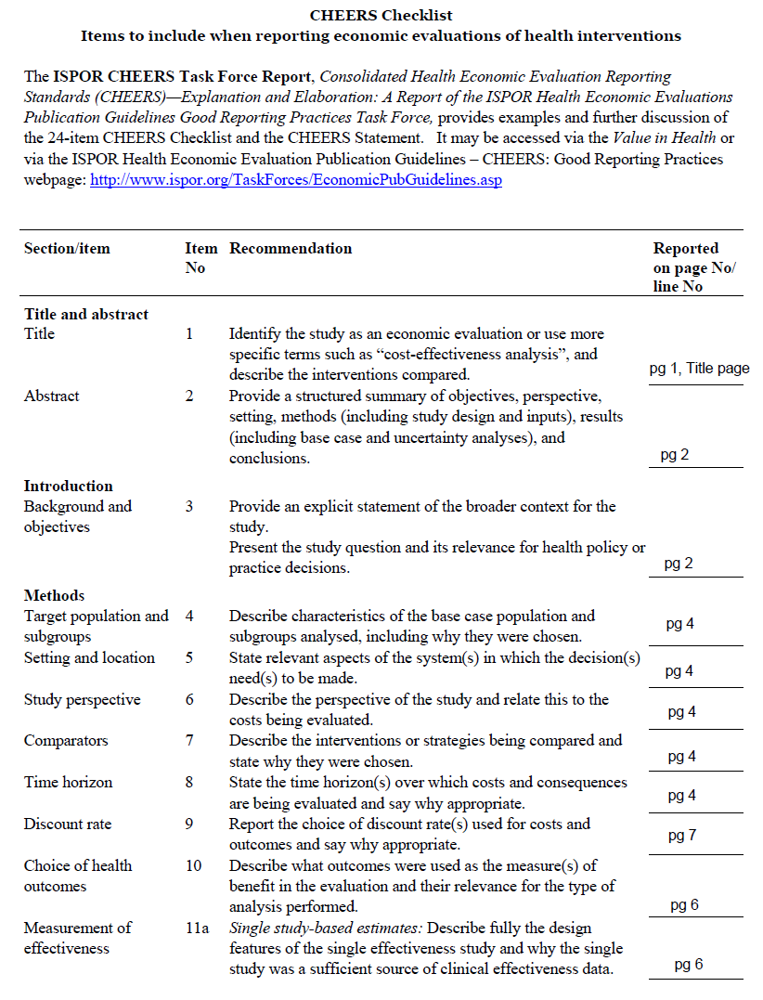 CHEERS Checklist
Items to include when reporting economic evaluations of health interventions
The ISPOR CHEERS Task Force Report, Consolidated Health Economic Evaluation Reporting
Standards (CHEERS)—Explanation and Elaboration: A Report of the ISPOR Health Economic Evaluations
Publication Guidelines Good Reporting Practices Task Force, provides examples and further discussion of
the 24-item CHEERS Checklist and the CHEERS Statement.   It may be accessed via the Value in Health or
via the ISPOR Health Economic Evaluation Publication Guidelines – CHEERS: Good Reporting Practices
webpage: http://www.ispor.org/TaskForces/EconomicPubGuidelines.asp
Section/item Item Recommendation Reported
No on page No/
line No
Title and abstract
Title 1 Identify the study as an economic evaluation or use more
specific terms such as “cost-effectiveness analysis”, and
describe the interventions compared. pg 1, Title page
Abstract 2 Provide a structured summary of objectives, perspective,
setting, methods (including study design and inputs), results
(including base case and uncertainty analyses), and
conclusions. pg 2
Introduction
Background and 3 Provide an explicit statement of the broader context for the
objectives study.
Present the study question and its relevance for health policy or
practice decisions. pg 2
Methods
Target population and 4 Describe characteristics of the base case population and
subgroups subgroups analysed, including why they were chosen. pg 4
Setting and location 5 State relevant aspects of the system(s) in which the decision(s)
need(s) to be made. pg 4
Study perspective 6 Describe the perspective of the study and relate this to the
costs being evaluated. pg 4
Comparators 7 Describe the interventions or strategies being compared and
state why they were chosen. pg 4
Time horizon 8 State the time horizon(s) over which costs and consequences
are being evaluated and say why appropriate. pg 4
Discount rate 9 Report the choice of discount rate(s) used for costs and
outcomes and say why appropriate. pg 7
Choice of health 10 Describe what outcomes were used as the measure(s) of
outcomes benefit in the evaluation and their relevance for the type of
analysis performed. pg 6
Measurement of 11a Single study-based estimates: Describe fully the design
effectiveness features of the single effectiveness study and why the single
study was a sufficient source of clinical effectiveness data. pg 6